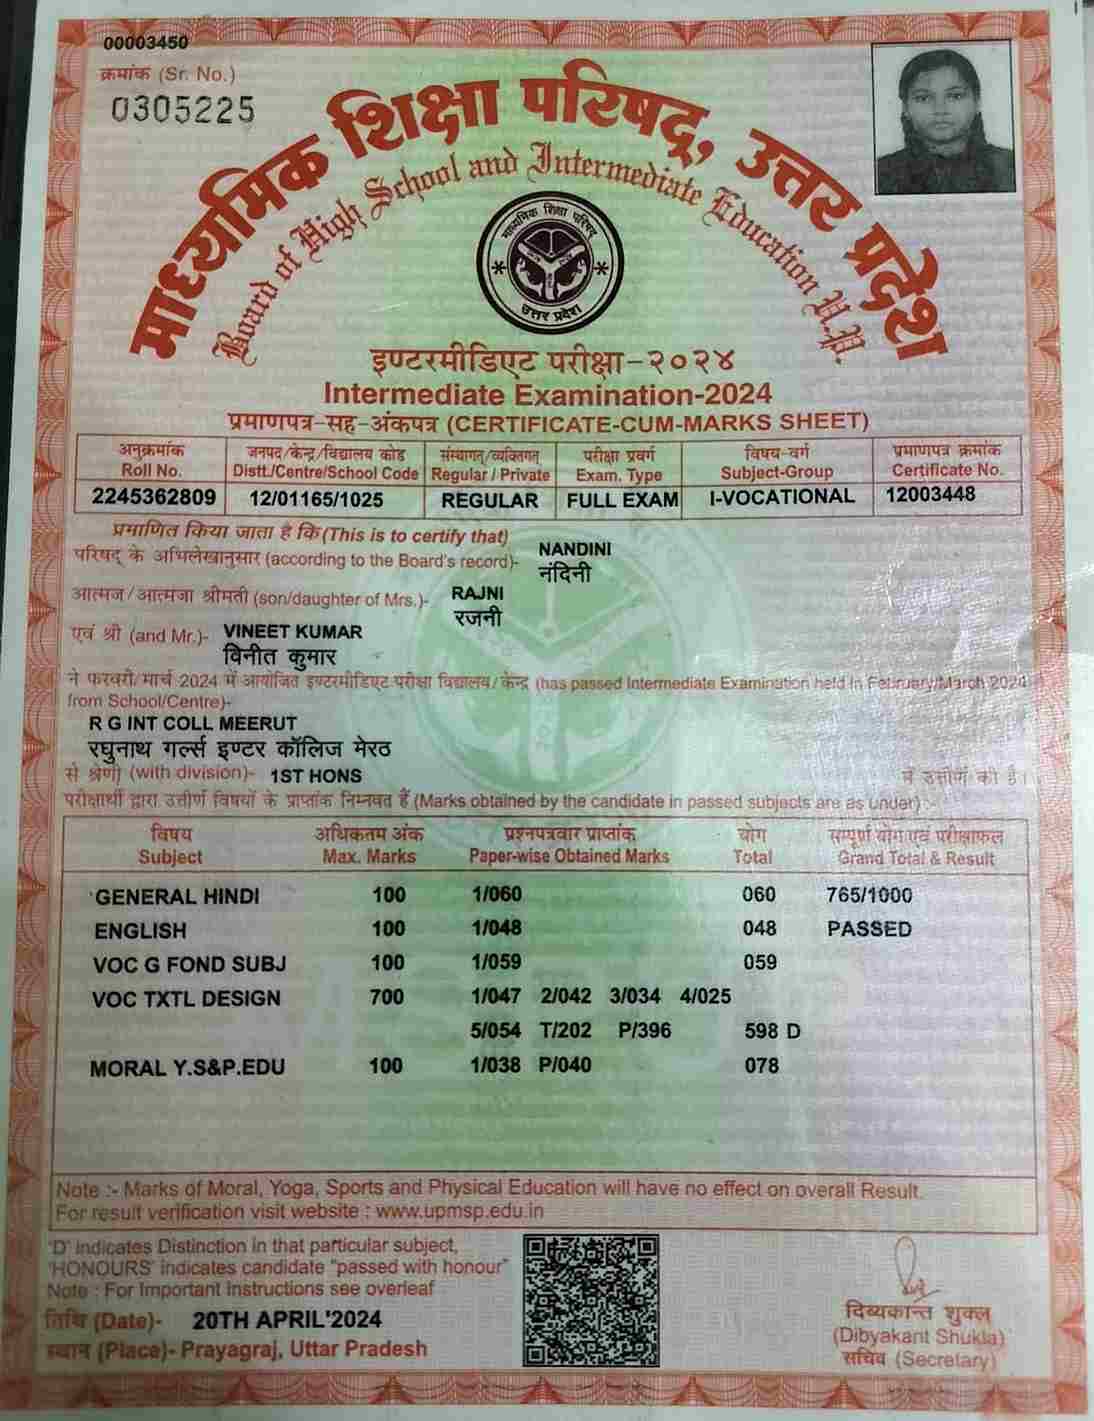 00003450
क्रमांक (Sr. No.)
0305225
माध्यमिक शिक्षा परिषद्, उत्तर प्रदेश
Board of High School and Intermediate Education U.P.
माध्यमिक शिक्षा परिषद
उत्तर प्रदेश
इण्टरमीडिएट परीक्षा-२०२४
Intermediate Examination-2024
प्रमाणपत्र-सह-अंकपत्र (CERTIFICATE-CUM-MARKS SHEET)
अनुक्रमांक जनपद/केन्द्र/विद्यालय कोड संस्थागत/व्यक्तिगत परीक्षा प्रवर्ग विषय-वर्ग प्रमाणपत्र क्रमांक
Roll No. Distt./Centre/School Code Regular / Private Exam. Type Subject-Group Certificate No.
2245362809 12/01165/1025 REGULAR FULL EXAM I-VOCATIONAL 12003448
प्रमाणित किया जाता है कि (This is to certify that)
परिषद के अभिलेखानुसार (according to the Board's record)- NANDINI
नंदिनी
आत्मज/आत्मजा श्रीमती (son/daughter of Mrs.)- RAJNI
रजनी
एवं श्री (and Mr.)- VINEET KUMAR
विनीत कुमार
ने फरवरी/मार्च 2024 में आयोजित इण्टरमीडिएट परीक्षा विद्यालय/केन्द्र (has passed Intermediate Examination held in February/March 2024
from School/Centre)-
R G INT COLL MEERUT
रघुनाथ गर्ल्स इण्टर कॉलिज मेरठ
से श्रेणी (with division)- 1ST HONS में उत्तीर्ण की है।
परीक्षार्थी द्वारा उत्तीर्ण विषयों के प्राप्तांक निम्नवत हैं (Marks obtained by the candidate in passed subjects are as under) :-
विषय अधिकतम अंक प्रश्नपत्रवार प्राप्तांक योग सम्पूर्ण योग एवं परीक्षाफल
Subject Max. Marks Paper-wise Obtained Marks Total Grand Total & Result
GENERAL HINDI 100 1/060 060 765/1000
ENGLISH 100 1/048 048 PASSED
VOC G FOND SUBJ 100 1/059 059
VOC TXTL DESIGN 700 1/047 2/042 3/034 4/025
5/054 T/202 P/396 598 D
MORAL Y.S&P.EDU 100 1/038 P/040 078
Note :- Marks of Moral, Yoga, Sports and Physical Education will have no effect on overall Result.
For result verification visit website : www.upmsp.edu.in
'D' indicates Distinction in that particular subject,
'HONOURS' indicates candidate "passed with honour"
Note : For Important Instructions see overleaf
तिथि (Date)- 20TH APRIL'2024
स्थान (Place)- Prayagraj, Uttar Pradesh
दिव्यकान्त शुक्ल
(Dibyakant Shukla)
सचिव (Secretary)